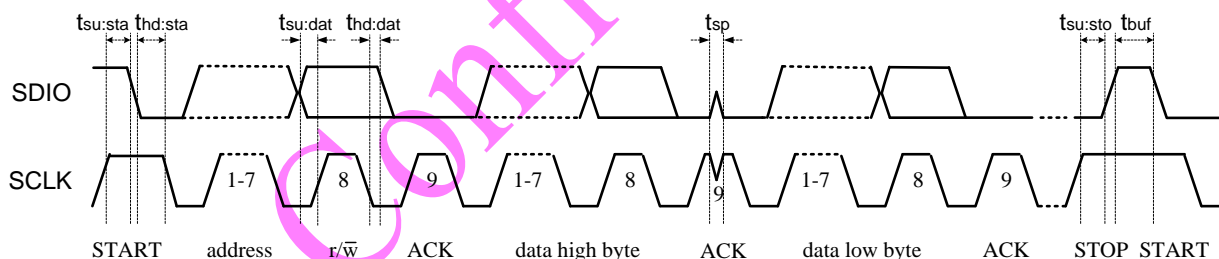 tsu:sta thd:sta tsu:dat thd:dat tsp tsu:sto tbuf
SDIO
SCLK 1-7 8 9 1-7 8 9 1-7 8 9
START address r/w̅ ACK data high byte ACK data low byte ACK STOP START
Confi